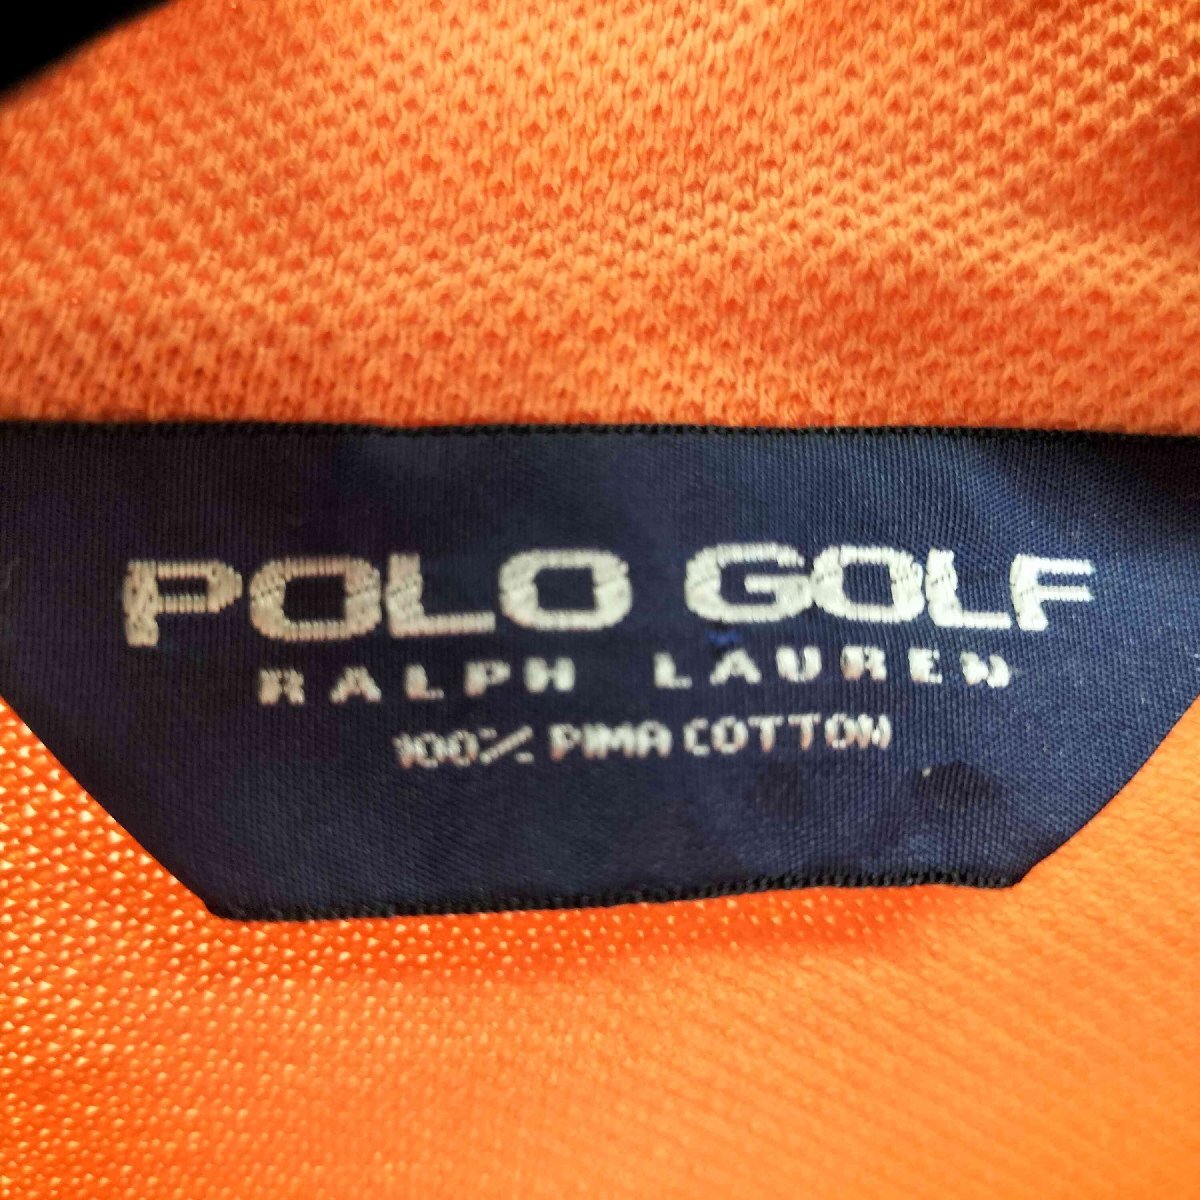 POLO GOLF
RALPH LAUREN
100% PIMA COTTON